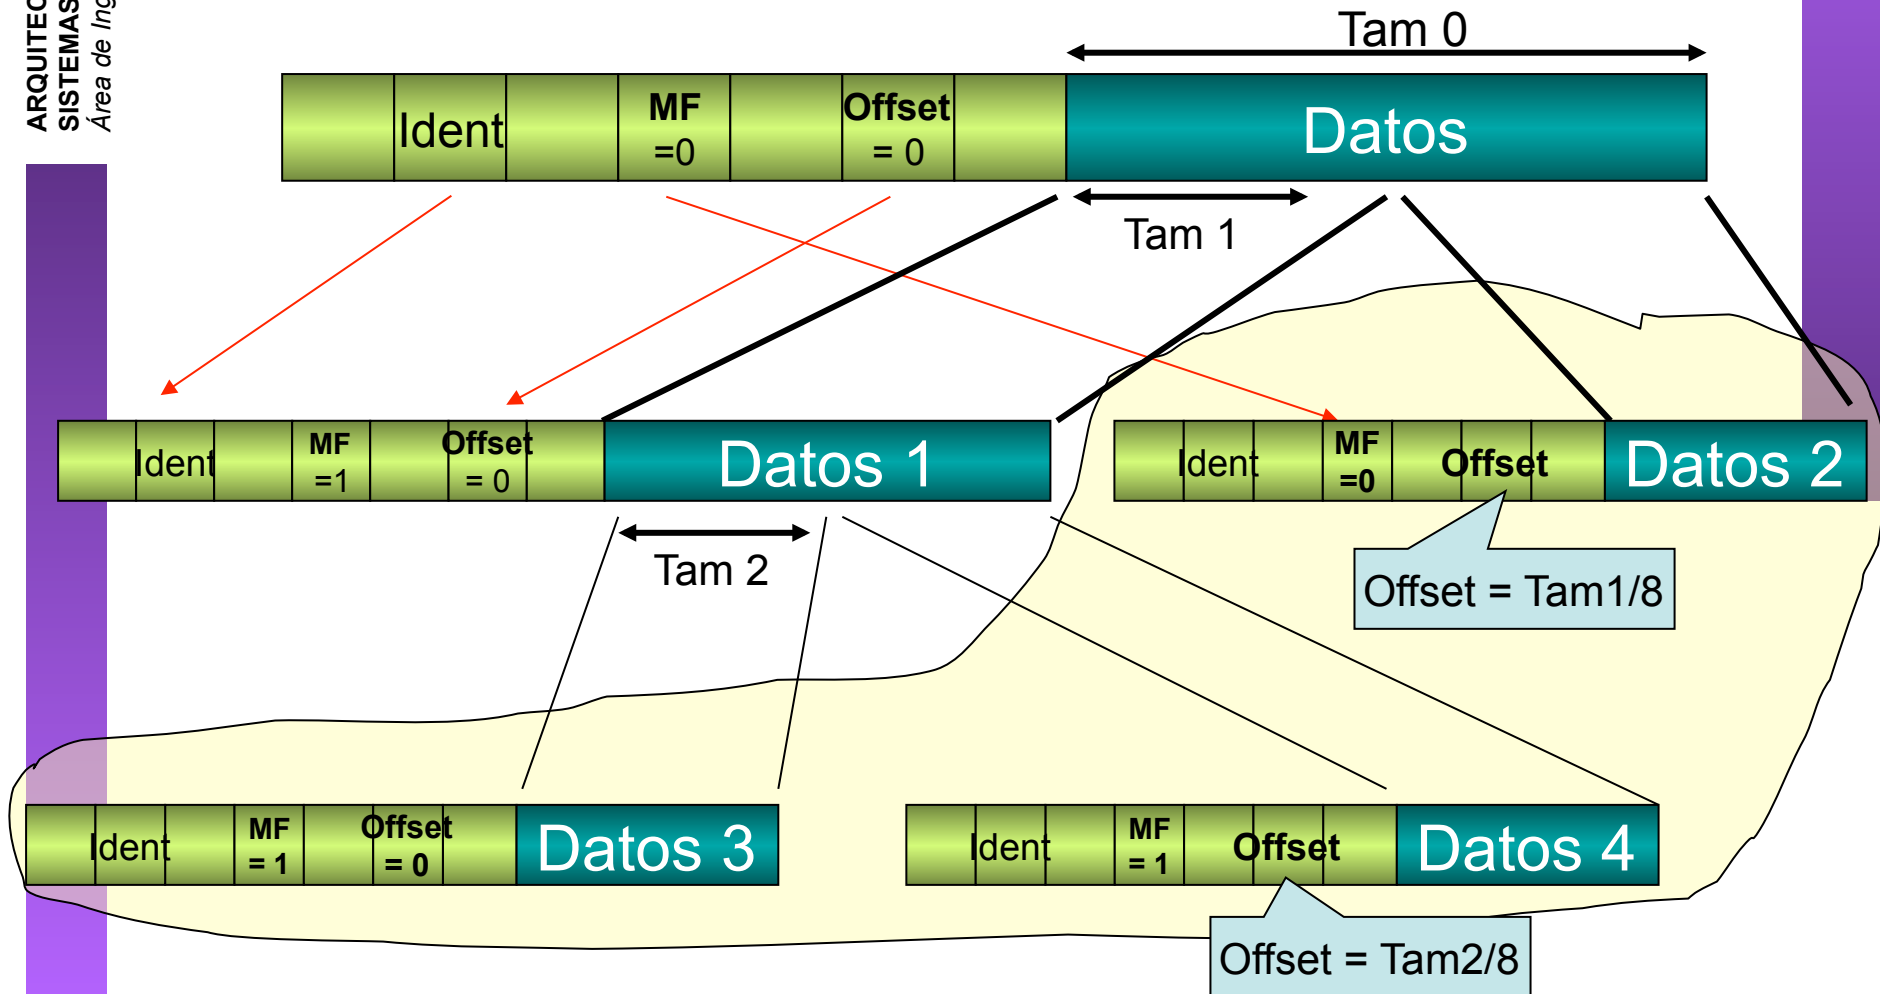 ARQUITEC
SISTEMAS
Área de Ing
Tam 0
Ident
MF
=0
Offset
= 0
Datos
Tam 1
Ident
MF
=1
Offset
= 0
Datos 1
Ident
MF
=0
Offset
Datos 2
Tam 2
Offset = Tam1/8
Ident
MF
= 1
Offset
= 0
Datos 3
Ident
MF
= 1
Offset
Datos 4
Offset = Tam2/8